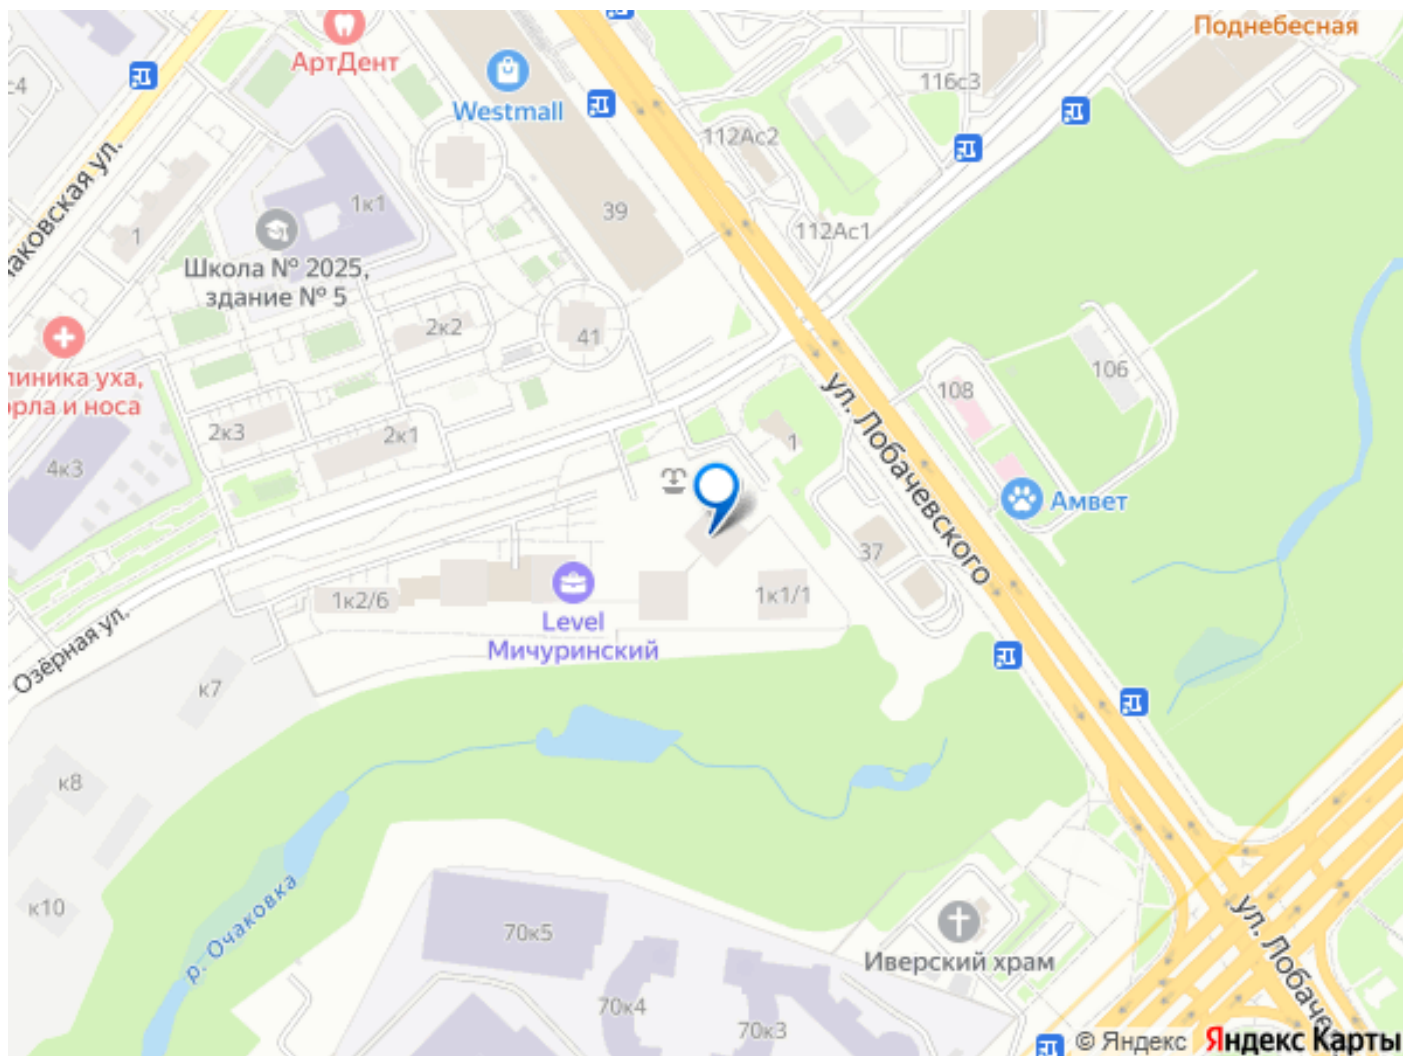 Поднебесная
АртДент
116с3
Westmall
112Ас2
1к1
39
112Ас1
1
Школа № 2025,
здание № 5
2к2
41
106
108
2к3
2к1
1
4к3
ул. Лобачевского
Амвет
37
1к2/6
1к1/1
Level
Мичуринский
Озёрная ул.
к7
к8
р. Очаковка
к10
70к5
Иверский храм
70к4
70к3
© Яндекс
Яндекс Карты